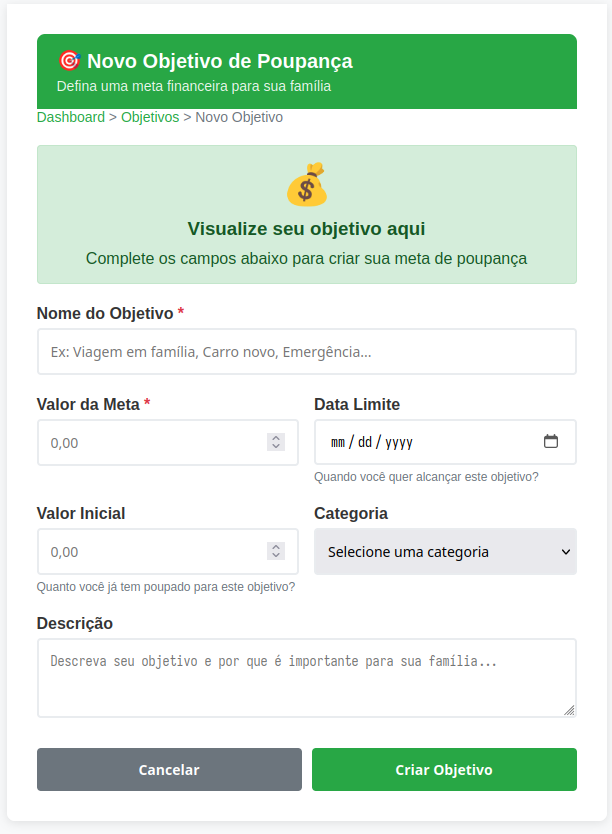 Novo Objetivo de Poupança
Defina uma meta financeira para sua família
Dashboard > Objetivos > Novo Objetivo
Visualize seu objetivo aqui
Complete os campos abaixo para criar sua meta de poupança
Nome do Objetivo *
Ex: Viagem em família, Carro novo, Emergência...
Valor da Meta *
Data Limite
0,00
mm / dd / yyyy
Quando você quer alcançar este objetivo?
Valor Inicial
Categoria
0,00
Selecione uma categoria
Quanto você já tem poupado para este objetivo?
Descrição
Descreva seu objetivo e por que é importante para sua família...
Cancelar
Criar Objetivo